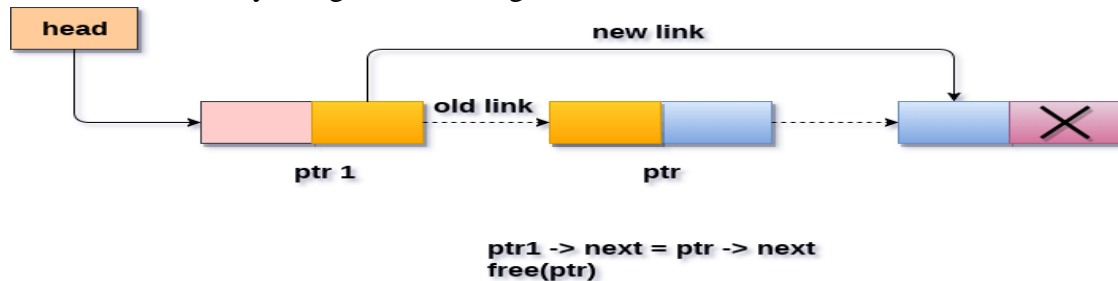 head
new link
old link
ptr 1
ptr
ptr1 -> next = ptr -> next
free(ptr)